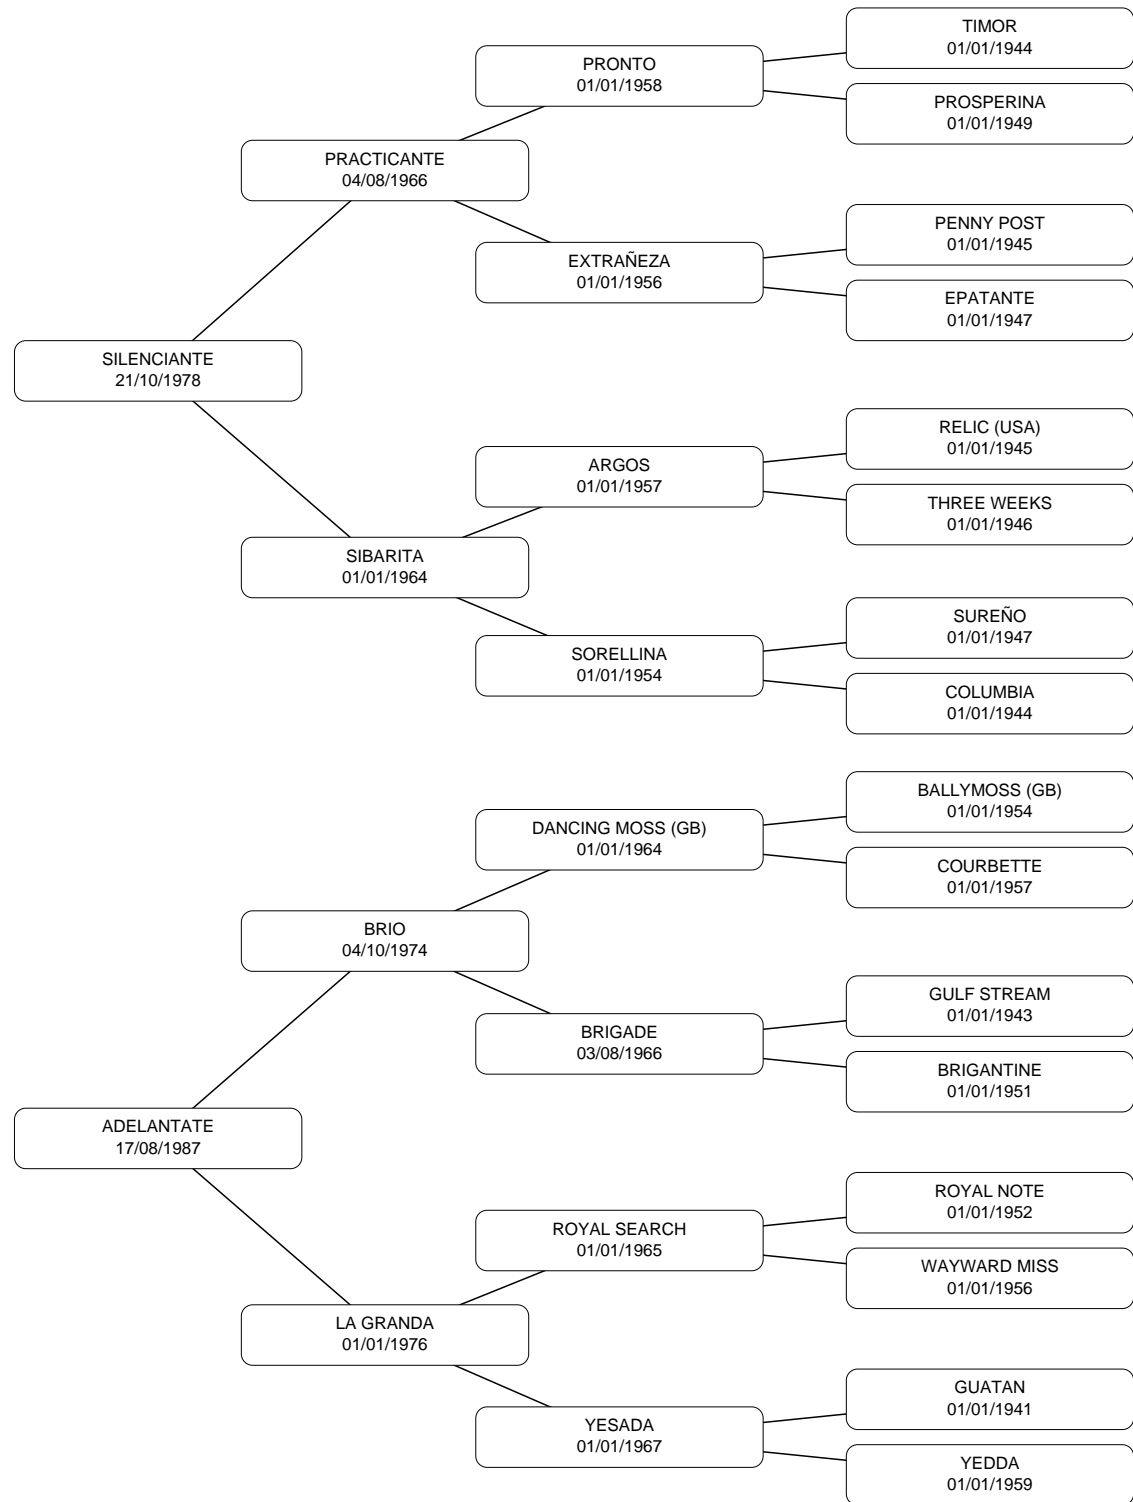 TIMOR
01/01/1944
PRONTO
01/01/1958
PROSPERINA
01/01/1949
PRACTICANTE
04/08/1966
PENNY POST
01/01/1945
EXTRAÑEZA
01/01/1956
EPATANTE
01/01/1947
SILENCIANTE
21/10/1978
RELIC (USA)
01/01/1945
ARGOS
01/01/1957
THREE WEEKS
01/01/1946
SIBARITA
01/01/1964
SUREÑO
01/01/1947
SORELLINA
01/01/1954
COLUMBIA
01/01/1944
BALLYMOSS (GB)
01/01/1954
DANCING MOSS (GB)
01/01/1964
COURBETTE
01/01/1957
BRIO
04/10/1974
GULF STREAM
01/01/1943
BRIGADE
03/08/1966
BRIGANTINE
01/01/1951
ADELANTATE
17/08/1987
ROYAL NOTE
01/01/1952
ROYAL SEARCH
01/01/1965
WAYWARD MISS
01/01/1956
LA GRANDA
01/01/1976
GUATAN
01/01/1941
YESADA
01/01/1967
YEDDA
01/01/1959